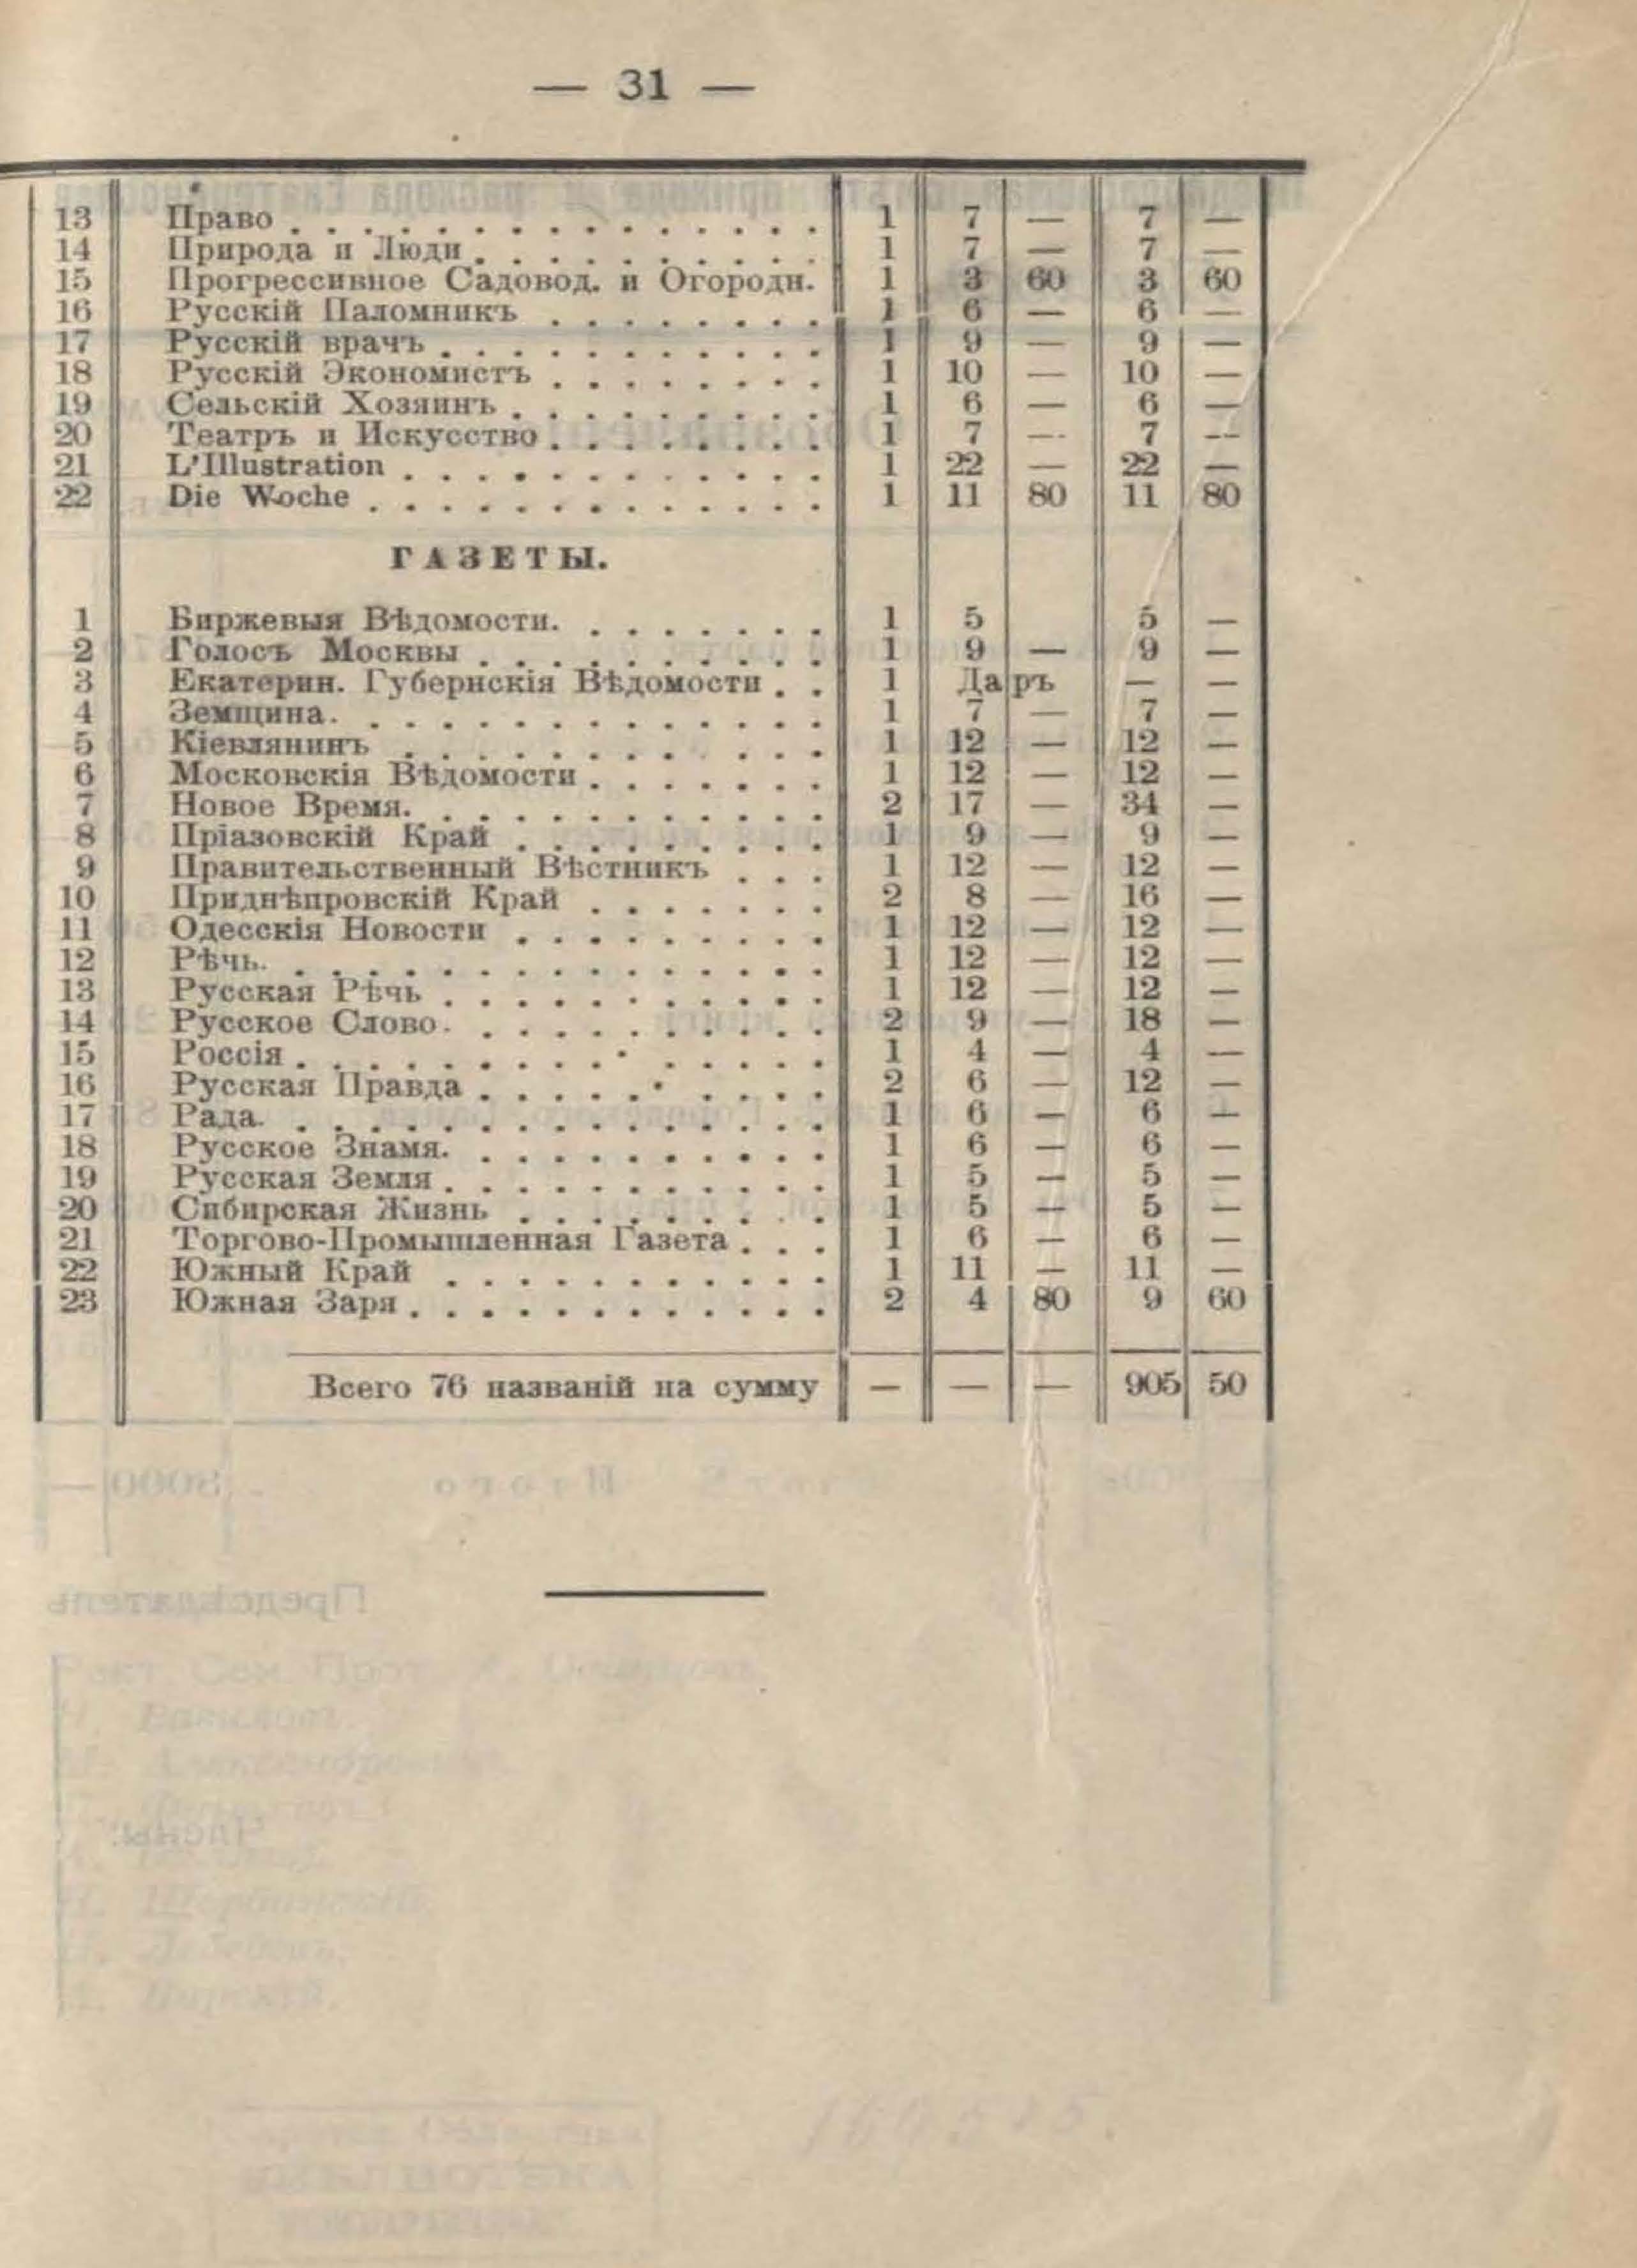 — 31 —
13 Право . . . . . . . . . . . . . . . 1 7 — 7 —
14 Природа и Люди . . . . . . . . . . 1 7 — 7 —
15 Прогрессивное Садовод. и Огородн. 1 3 60 3 60
16 Русскій Паломникъ . . . . . . . . 1 6 — 6 —
17 Русскій врачъ . . . . . . . . . . . 1 9 — 9 —
18 Русскій Экономистъ . . . . . . . . 1 10 — 10 —
19 Сельскій Хозяинъ . . . . . . . . . 1 6 — 6 —
20 Театръ и Искусство . . . . . . . . 1 7 — 7 —
21 L'Illustration . . . . . . . . . . . . 1 22 — 22 —
22 Die Woche . . . . . . . . . . . . . 1 11 80 11 80
ГАЗЕТЫ.
1 Биржевыя Вѣдомости. . . . . . . . 1 5 5 —
2 Голосъ Москвы . . . . . . . . . . 1 9 — 9 —
3 Екатерин. Губернскія Вѣдомости . . 1 Даръ — —
4 Земщина. . . . . . . . . . . . . . 1 7 — 7 —
5 Кіевлянинъ . . . . . . . . . . . . 1 12 — 12 —
6 Московскія Вѣдомости . . . . . . . 1 12 — 12 —
7 Новое Время. . . . . . . . . . . . 2 17 — 34 —
8 Пріазовскій Край . . . . . . . . . 1 9 — 9 —
9 Правительственный Вѣстникъ . . . 1 12 — 12 —
10 Приднѣпровскій Край . . . . . . . 2 8 — 16 —
11 Одесскія Новости . . . . . . . . . 1 12 — 12 —
12 Рѣчь. . . . . . . . . . . . . . . . 1 12 — 12 —
13 Русская Рѣчь . . . . . . . . . . . 1 12 — 12 —
14 Русское Слово. . . . . . . . . . . 2 9 — 18 —
15 Россія . . . . . . . . . . . . . . . 1 4 — 4 —
16 Русская Правда . . . . . . . . . . 2 6 — 12 —
17 Рада. . . . . . . . . . . . . . . . 1 6 — 6 —
18 Русское Знамя. . . . . . . . . . . 1 6 — 6 —
19 Русская Земля . . . . . . . . . . . 1 5 — 5 —
20 Сибирская Жизнь . . . . . . . . . 1 5 — 5 —
21 Торгово-Промышленная Газета . . . 1 6 — 6 —
22 Южный Край . . . . . . . . . . . 1 11 — 11 —
23 Южная Заря . . . . . . . . . . . . 2 4 80 9 60
Всего 76 названій на сумму — — — 905 50